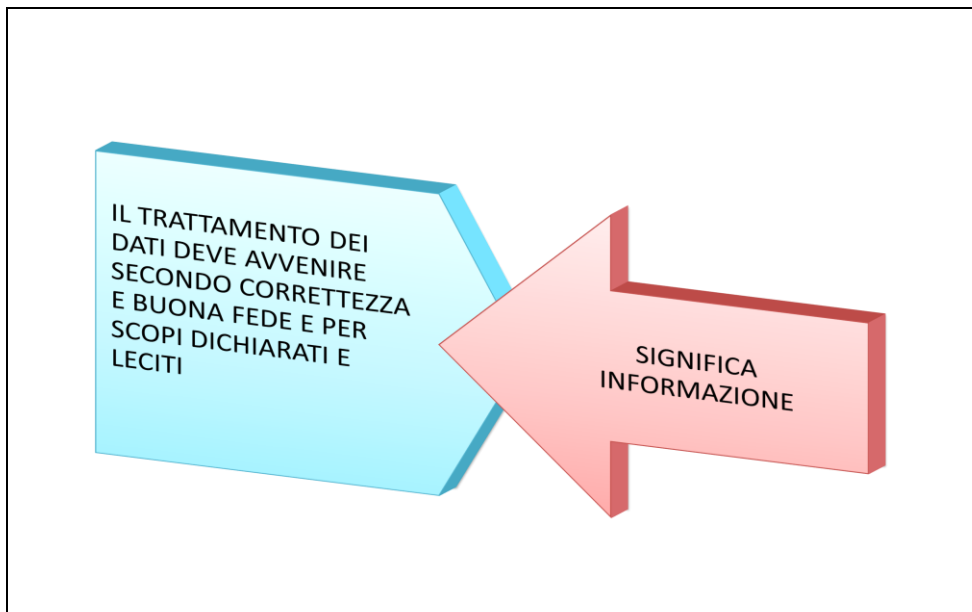 IL TRATTAMENTO DEI
DATI DEVE AVVENIRE
SECONDO CORRETTEZZA
E BUONA FEDE E PER
SCOPI DICHIARATI E
LECITI
SIGNIFICA
INFORMAZIONE